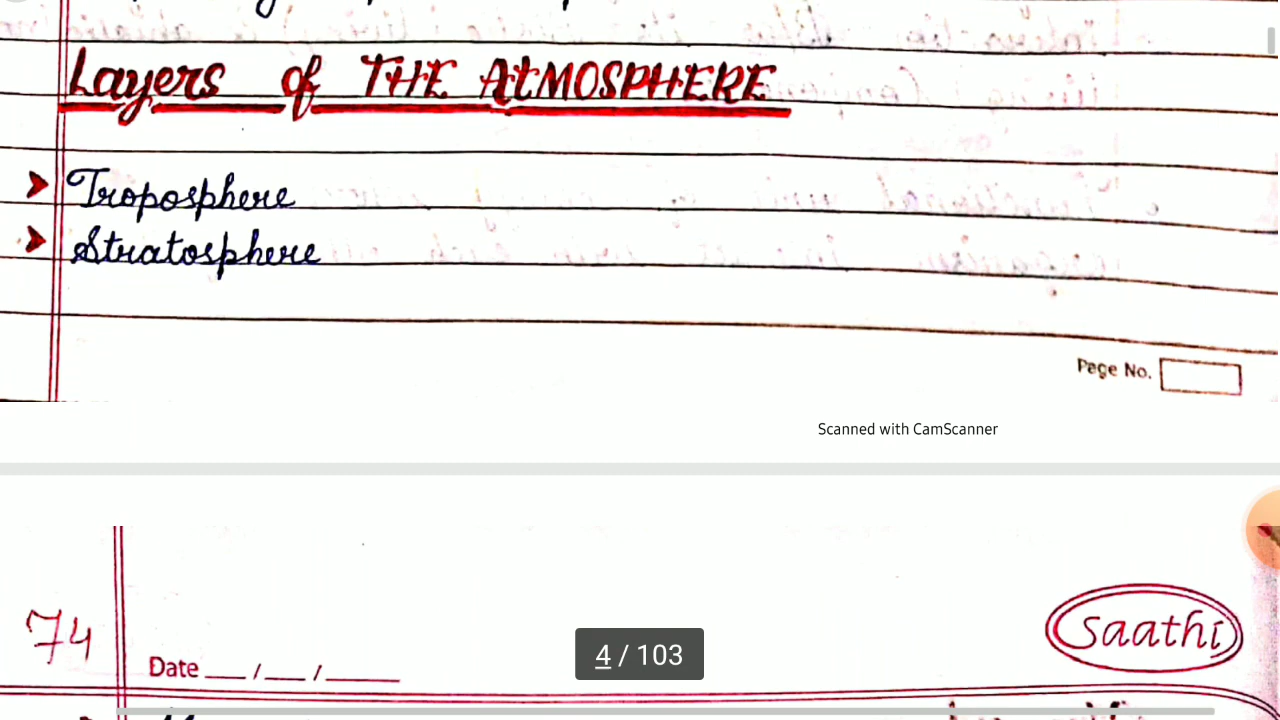 Layers of THE ATMOSPHERE
Troposphere
Stratosphere
Page No.
Scanned with CamScanner
74
Saathi
Date __/__/____
4 / 103